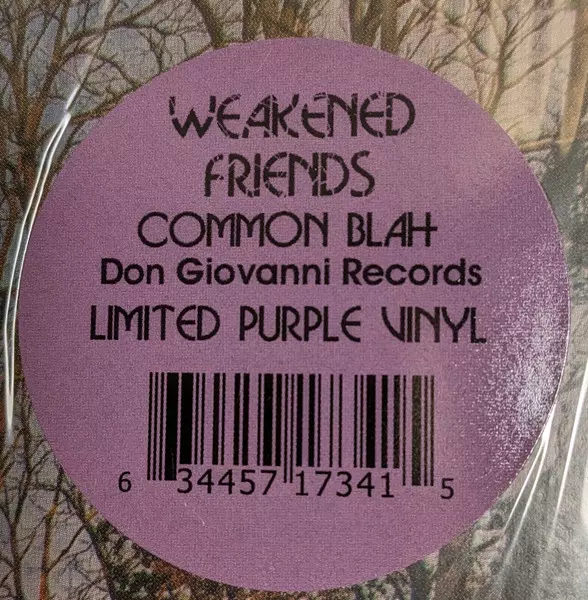 WEAKENED
FRIENDS
COMMON BLAH
Don Giovanni Records
LIMITED PURPLE VINYL
6 34457 17341 5